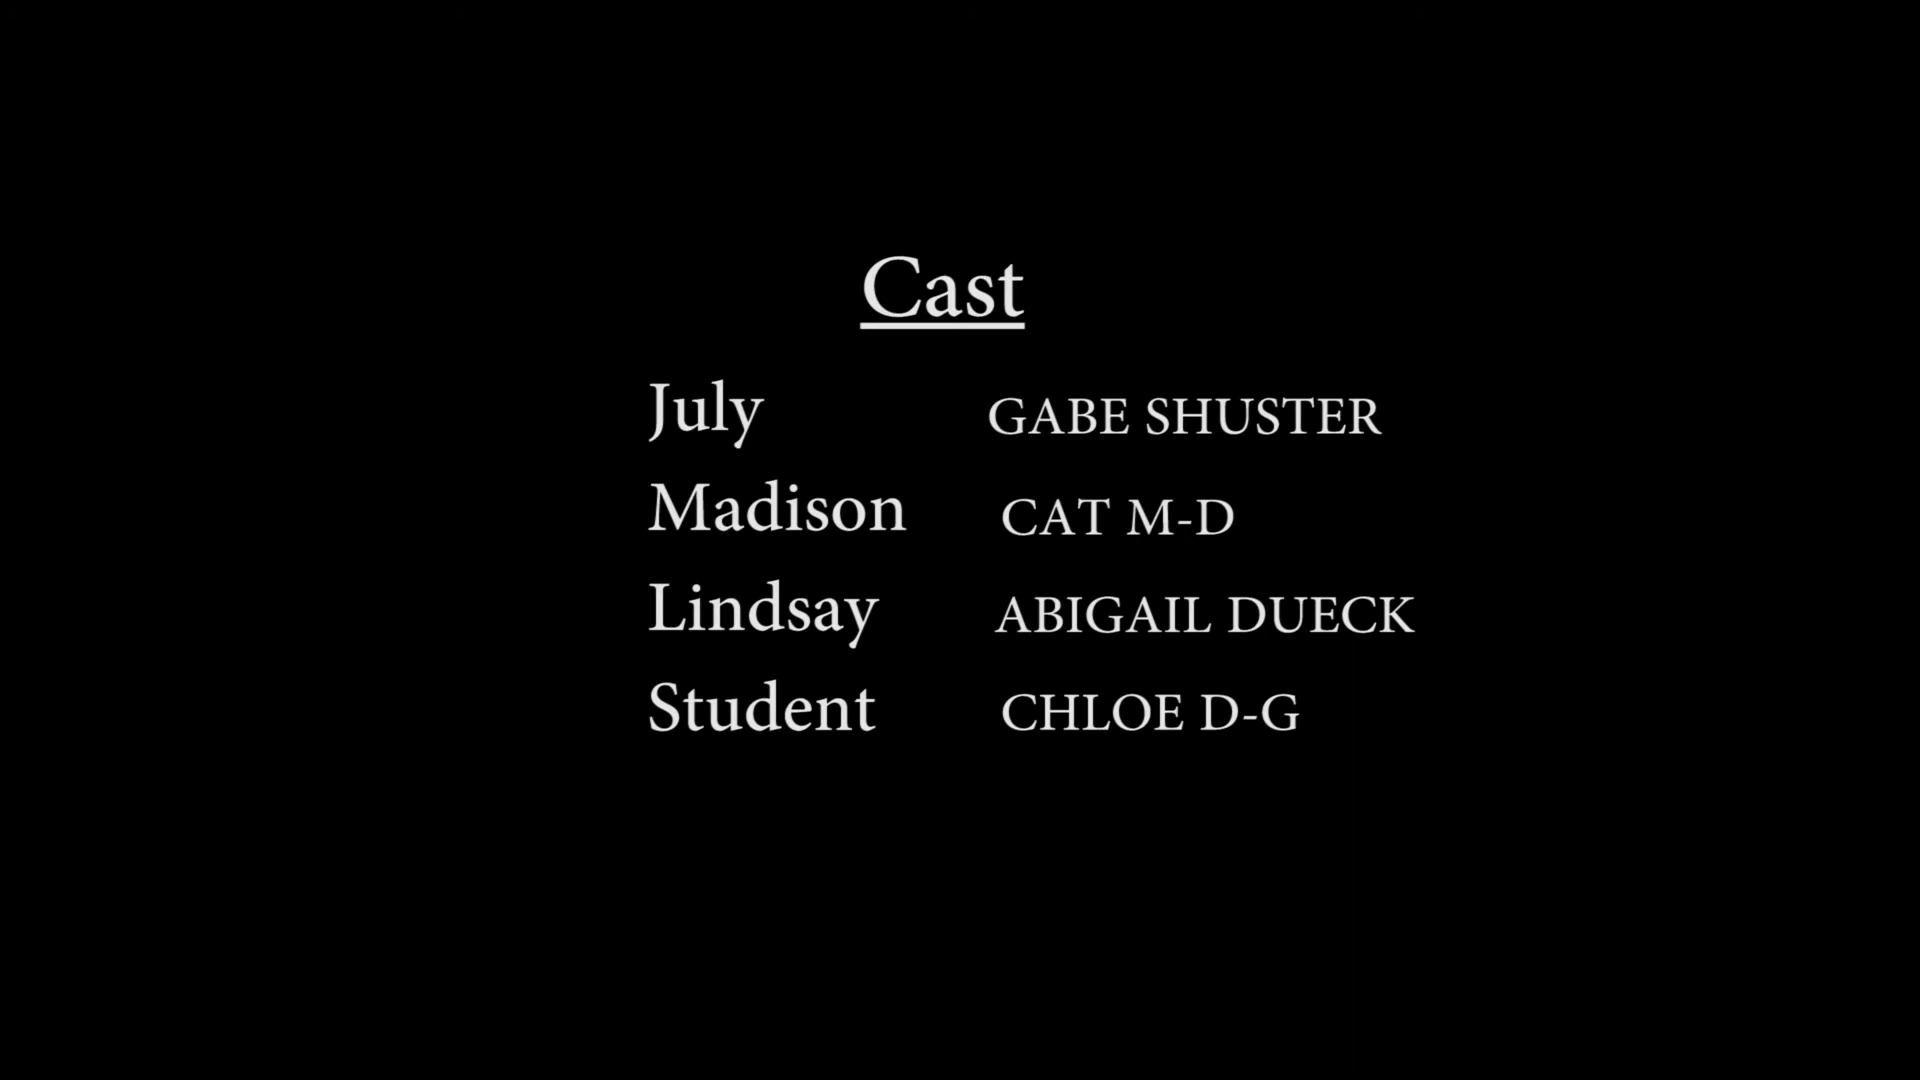 Cast
July GABE SHUSTER
Madison CAT M-D
Lindsay ABIGAIL DUECK
Student CHLOE D-G